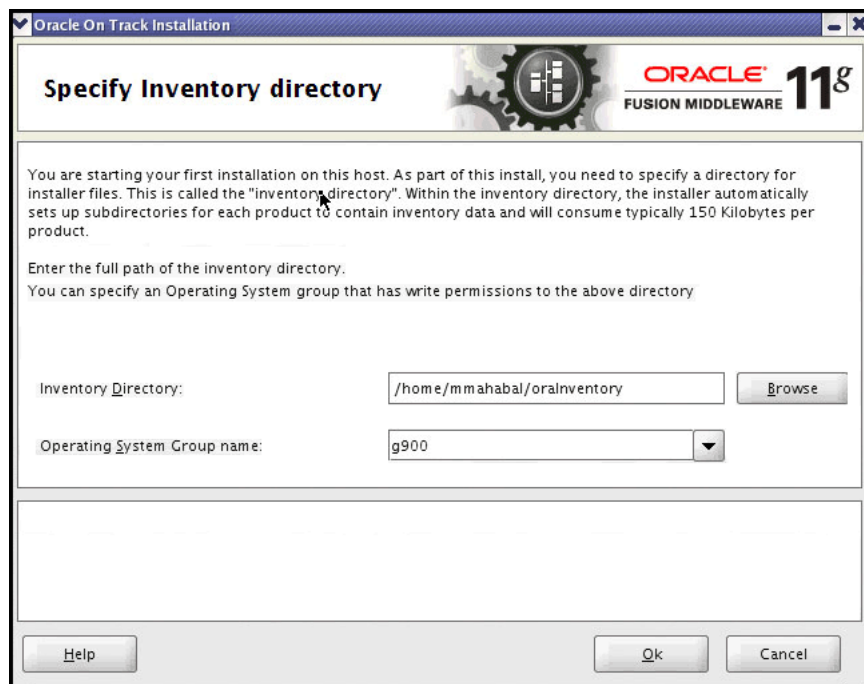 Oracle On Track Installation
Specify Inventory directory
ORACLE
FUSION MIDDLEWARE
11g
You are starting your first installation on this host. As part of this install, you need to specify a directory for
installer files. This is called the "inventory directory". Within the inventory directory, the installer automatically
sets up subdirectories for each product to contain inventory data and will consume typically 150 Kilobytes per
product.
Enter the full path of the inventory directory.
You can specify an Operating System group that has write permissions to the above directory
Inventory Directory:
/home/mmahabal/oraInventory
Browse
Operating System Group name:
g900
Help
Ok
Cancel